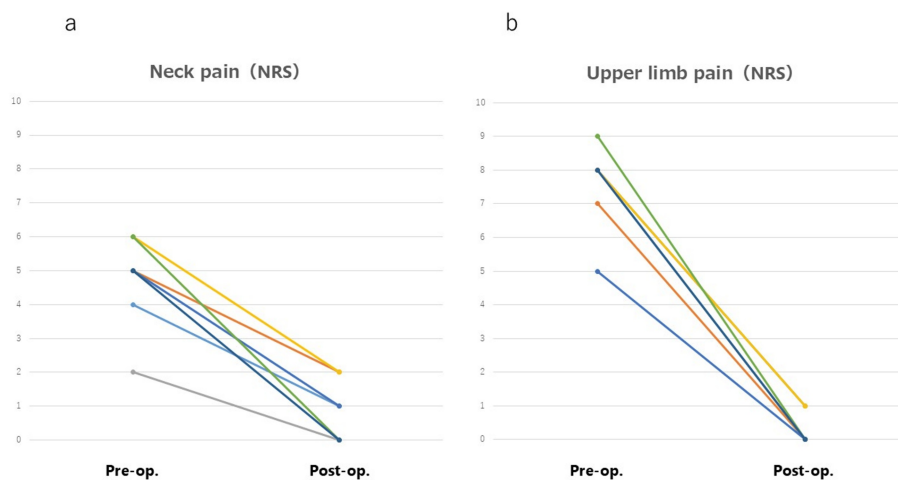 a
Neck pain（NRS）
10
9
8
7
6
5
4
3
2
1
0
Pre-op.
Post-op.
b
Upper limb pain（NRS）
10
9
8
7
6
5
4
3
2
1
0
Pre-op.
Post-op.